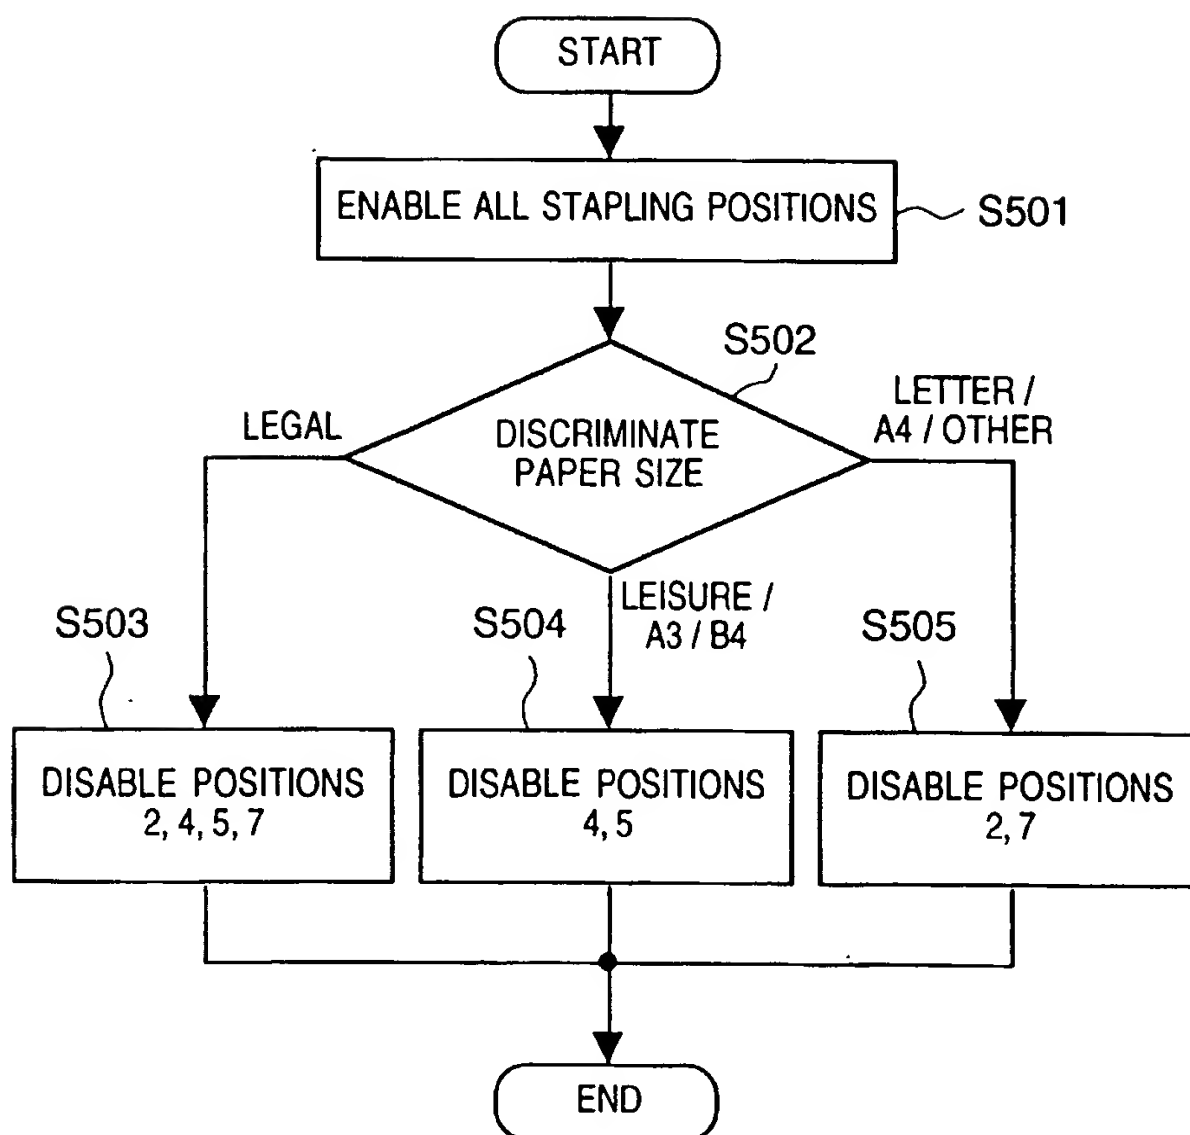 START
ENABLE ALL STAPLING POSITIONS
S501
S502
DISCRIMINATE
PAPER SIZE
LEGAL
LETTER /
A4 / OTHER
LEISURE /
A3 / B4
S503
S504
S505
DISABLE POSITIONS
2, 4, 5, 7
DISABLE POSITIONS
4, 5
DISABLE POSITIONS
2, 7
END